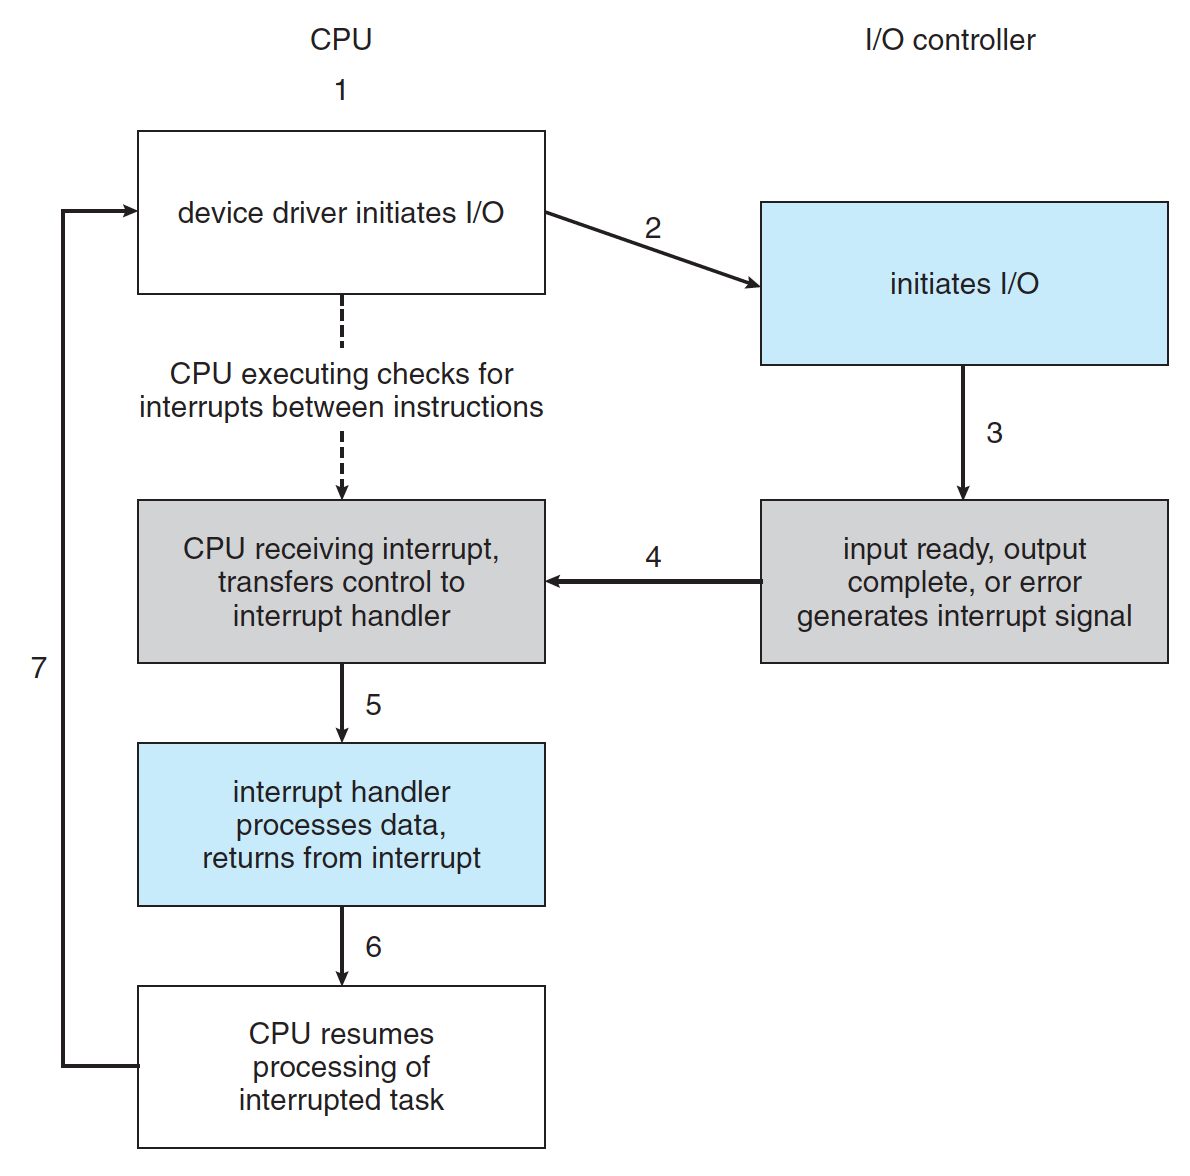 CPU
I/O controller
1
device driver initiates I/O
2
initiates I/O
CPU executing checks for
interrupts between instructions
3
CPU receiving interrupt,
transfers control to
interrupt handler
4
input ready, output
complete, or error
generates interrupt signal
7
5
interrupt handler
processes data,
returns from interrupt
6
CPU resumes
processing of
interrupted task